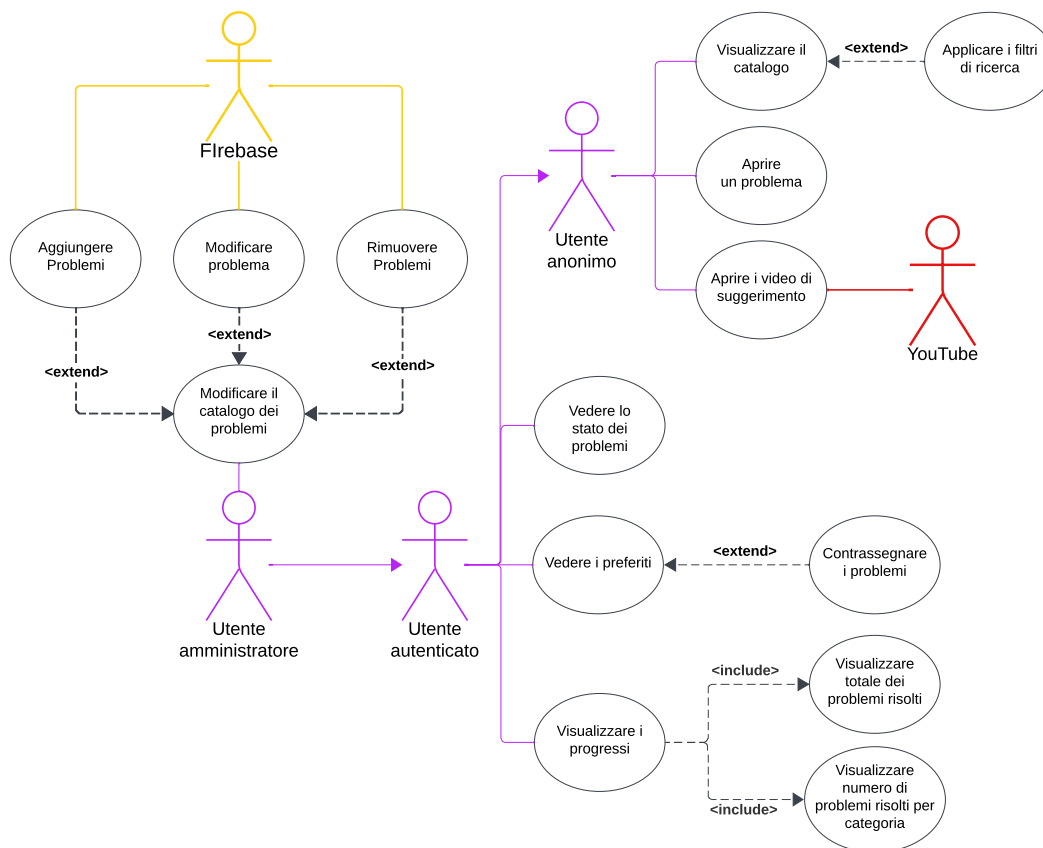 Visualizzare il
catalogo
<extend>
Applicare i filtri
di ricerca
FIrebase
Aprire
un problema
Utente
anonimo
Aggiungere
Problemi
Modificare
problema
Rimuovere
Problemi
Aprire i video di
suggerimento
YouTube
<extend>
<extend>
<extend>
Modificare il
catalogo dei
problemi
Vedere lo
stato dei
problemi
Vedere i preferiti
<extend>
Contrassegnare
i problemi
Utente
amministratore
Utente
autenticato
<include>
Visualizzare
totale dei
problemi risolti
Visualizzare i
progressi
<include>
Visualizzare
numero di
problemi risolti per
categoria